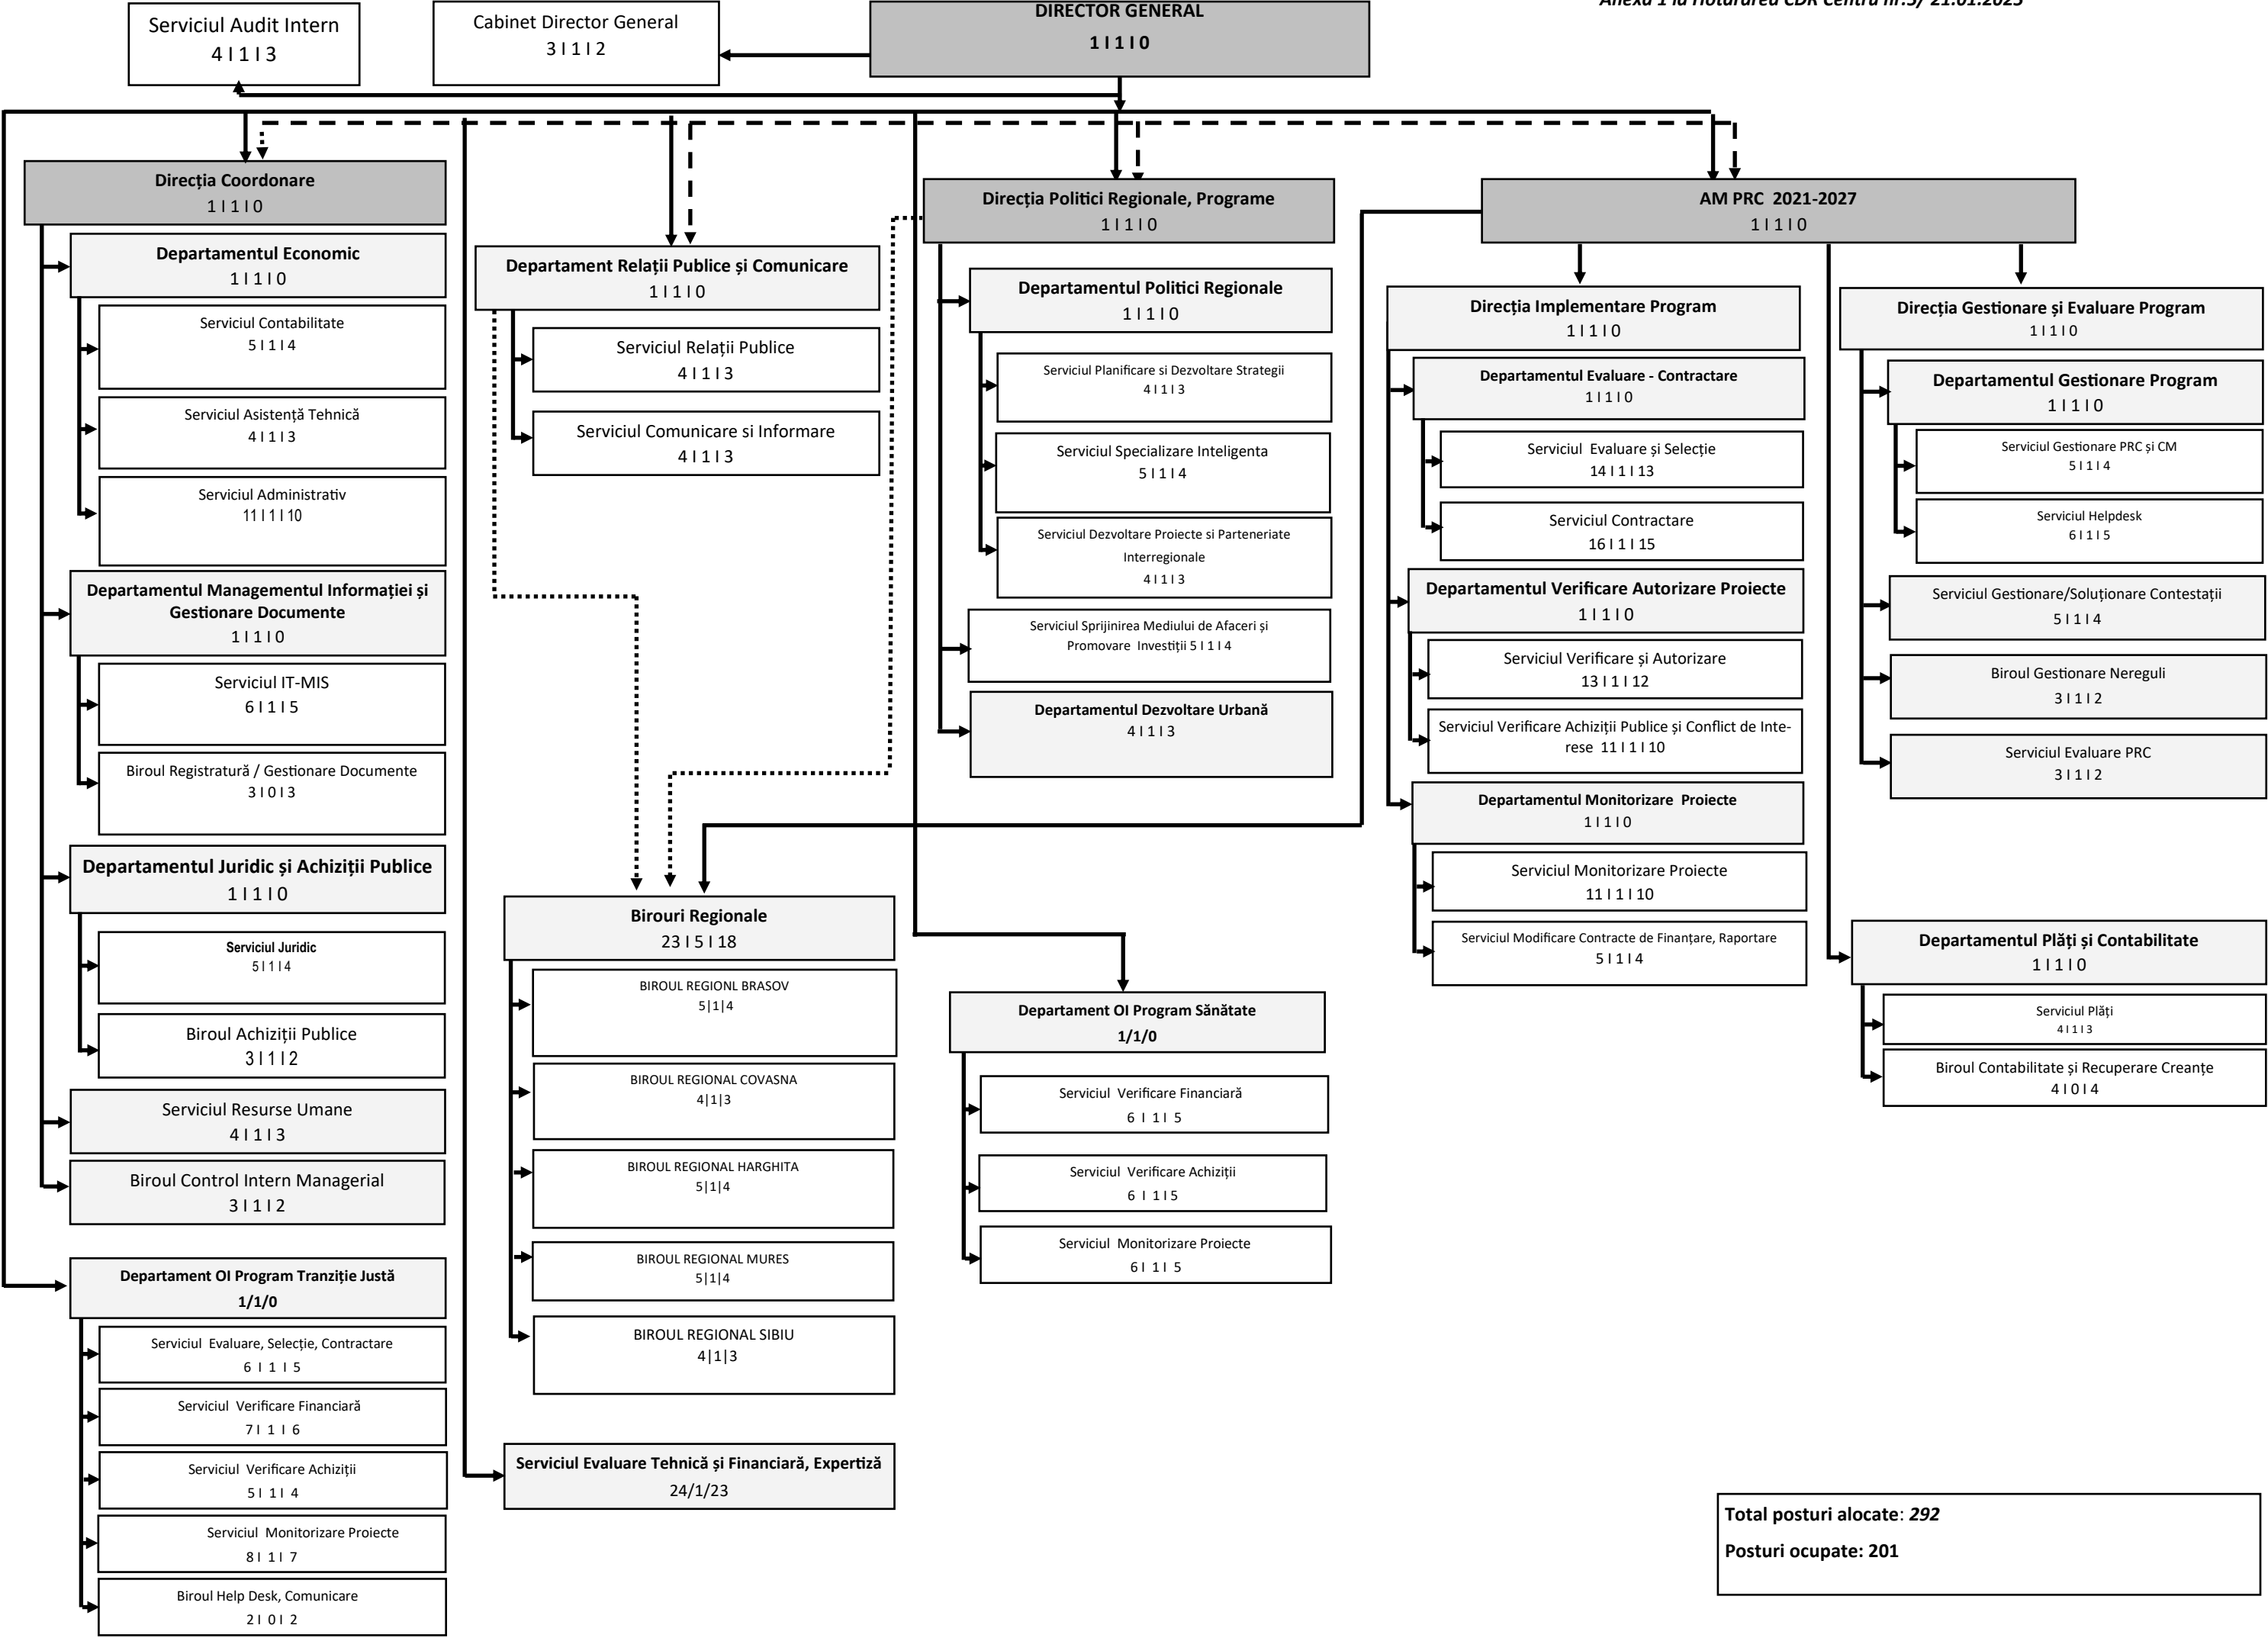 Anexa 1 la Hotărârea CDR Centru nr.5/ 21.01.2025
Serviciul Audit Intern
4 I 1 I 3
Cabinet Director General
3 I 1 I 2
DIRECTOR GENERAL
1 I 1 I 0
Direcția Coordonare
1 I 1 I 0
Departamentul Economic
1 I 1 I 0
Serviciul Contabilitate
5 I 1 I 4
Serviciul Asistență Tehnică
4 I 1 I 3
Serviciul Administrativ
11 I 1 I 10
Departamentul Managementul Informației și
Gestionare Documente
1 I 1 I 0
Serviciul IT-MIS
6 I 1 I 5
Biroul Registratură / Gestionare Documente
3 I 0 I 3
Departamentul Juridic și Achiziții Publice
1 I 1 I 0
Serviciul Juridic
5 I 1 I 4
Biroul Achiziții Publice
3 I 1 I 2
Serviciul Resurse Umane
4 I 1 I 3
Biroul Control Intern Managerial
3 I 1 I 2
Departament OI Program Tranziție Justă
1/1/0
Serviciul Evaluare, Selecție, Contractare
6 I 1 I 5
Serviciul Verificare Financiară
7 I 1 I 6
Serviciul Verificare Achiziții
5 I 1 I 4
Serviciul Monitorizare Proiecte
8 I 1 I 7
Biroul Help Desk, Comunicare
2 I 0 I 2
Departament Relații Publice și Comunicare
1 I 1 I 0
Serviciul Relații Publice
4 I 1 I 3
Serviciul Comunicare si Informare
4 I 1 I 3
Birouri Regionale
23 I 5 I 18
BIROUL REGIONL BRASOV
5|1|4
BIROUL REGIONAL COVASNA
4|1|3
BIROUL REGIONAL HARGHITA
5|1|4
BIROUL REGIONAL MURES
5|1|4
BIROUL REGIONAL SIBIU
4|1|3
Serviciul Evaluare Tehnică și Financiară, Expertiză
24/1/23
Direcția Politici Regionale, Programe
1 I 1 I 0
Departamentul Politici Regionale
1 I 1 I 0
Serviciul Planificare si Dezvoltare Strategii
4 I 1 I 3
Serviciul Specializare Inteligenta
5 I 1 I 4
Serviciul Dezvoltare Proiecte si Parteneriate
Interregionale
4 I 1 I 3
Serviciul Sprijinirea Mediului de Afaceri și
Promovare Investiții 5 I 1 I 4
Departamentul Dezvoltare Urbană
4 I 1 I 3
Departament OI Program Sănătate
1/1/0
Serviciul Verificare Financiară
6 I 1 I 5
Serviciul Verificare Achiziții
6 I 1 I 5
Serviciul Monitorizare Proiecte
6 I 1 I 5
AM PRC 2021-2027
1 I 1 I 0
Direcția Implementare Program
1 I 1 I 0
Departamentul Evaluare - Contractare
1 I 1 I 0
Serviciul Evaluare și Selecție
14 I 1 I 13
Serviciul Contractare
16 I 1 I 15
Departamentul Verificare Autorizare Proiecte
1 I 1 I 0
Serviciul Verificare și Autorizare
13 I 1 I 12
Serviciul Verificare Achiziții Publice și Conflict de Inte-
rese 11 I 1 I 10
Departamentul Monitorizare Proiecte
1 I 1 I 0
Serviciul Monitorizare Proiecte
11 I 1 I 10
Serviciul Modificare Contracte de Finanțare, Raportare
5 I 1 I 4
Direcția Gestionare și Evaluare Program
1 I 1 I 0
Departamentul Gestionare Program
1 I 1 I 0
Serviciul Gestionare PRC și CM
5 I 1 I 4
Serviciul Helpdesk
6 I 1 I 5
Serviciul Gestionare/Soluționare Contestații
5 I 1 I 4
Biroul Gestionare Nereguli
3 I 1 I 2
Serviciul Evaluare PRC
3 I 1 I 2
Departamentul Plăți și Contabilitate
1 I 1 I 0
Serviciul Plăți
4 I 1 I 3
Biroul Contabilitate și Recuperare Creanțe
4 I 0 I 4
Total posturi alocate: 292
Posturi ocupate: 201